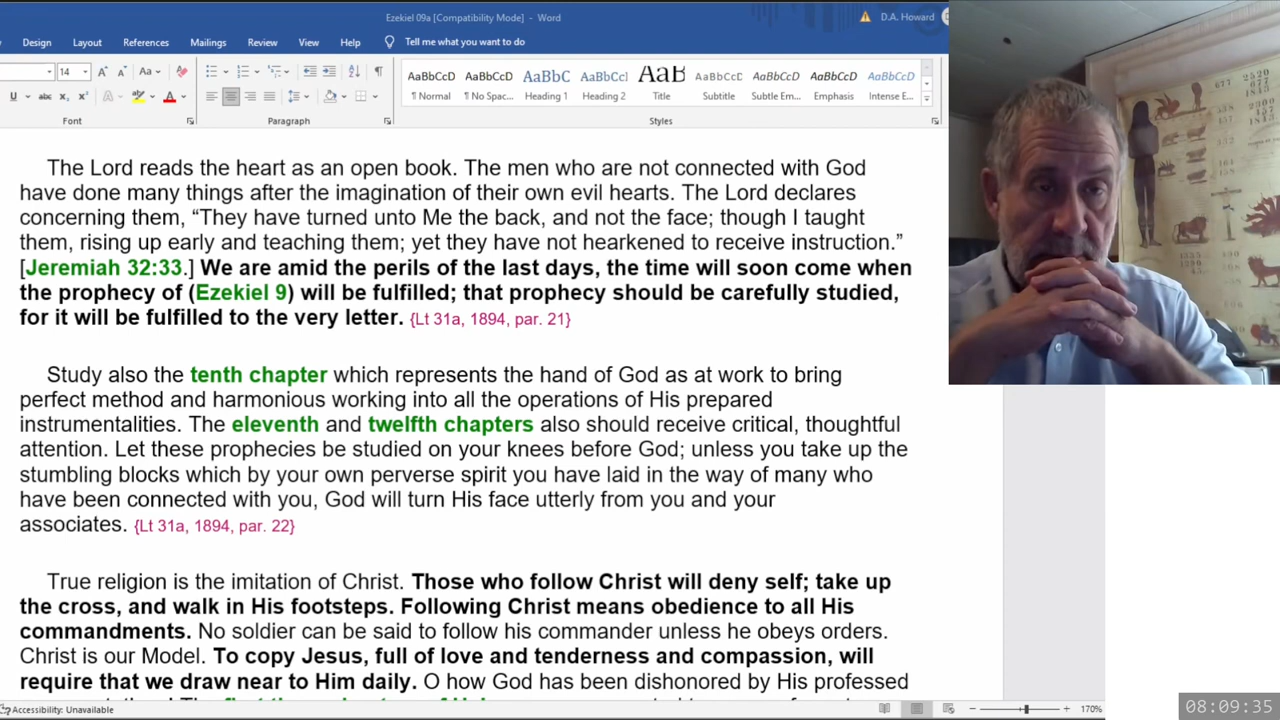 Ezekiel 09a [Compatibility Mode] - Word
D.A. Howard
Design Layout References Mailings Review View Help Tell me what you want to do
14
Aa
U abc x₂ x² A A
AaBbCcD AaBbCcD AaBbC AaBbCcI AaB AaBbCcD AaBbCcD AaBbCcD AaBbCcD
¶ Normal ¶ No Spac... Heading 1 Heading 2 Title Subtitle Subtle Em... Emphasis Intense E...
Font Paragraph Styles
The Lord reads the heart as an open book. The men who are not connected with God
have done many things after the imagination of their own evil hearts. The Lord declares
concerning them, “They have turned unto Me the back, and not the face; though I taught
them, rising up early and teaching them; yet they have not hearkened to receive instruction.”
[Jeremiah 32:33.] We are amid the perils of the last days, the time will soon come when
the prophecy of (Ezekiel 9) will be fulfilled; that prophecy should be carefully studied,
for it will be fulfilled to the very letter. {Lt 31a, 1894, par. 21}
Study also the tenth chapter which represents the hand of God as at work to bring
perfect method and harmonious working into all the operations of His prepared
instrumentalities. The eleventh and twelfth chapters also should receive critical, thoughtful
attention. Let these prophecies be studied on your knees before God; unless you take up the
stumbling blocks which by your own perverse spirit you have laid in the way of many who
have been connected with you, God will turn His face utterly from you and your
associates. {Lt 31a, 1894, par. 22}
True religion is the imitation of Christ. Those who follow Christ will deny self; take up
the cross, and walk in His footsteps. Following Christ means obedience to all His
commandments. No soldier can be said to follow his commander unless he obeys orders.
Christ is our Model. To copy Jesus, full of love and tenderness and compassion, will
require that we draw near to Him daily. O how God has been dishonored by His professed
Accessibility: Unavailable
170%
677 2520
2300
457
1843
08:09:35